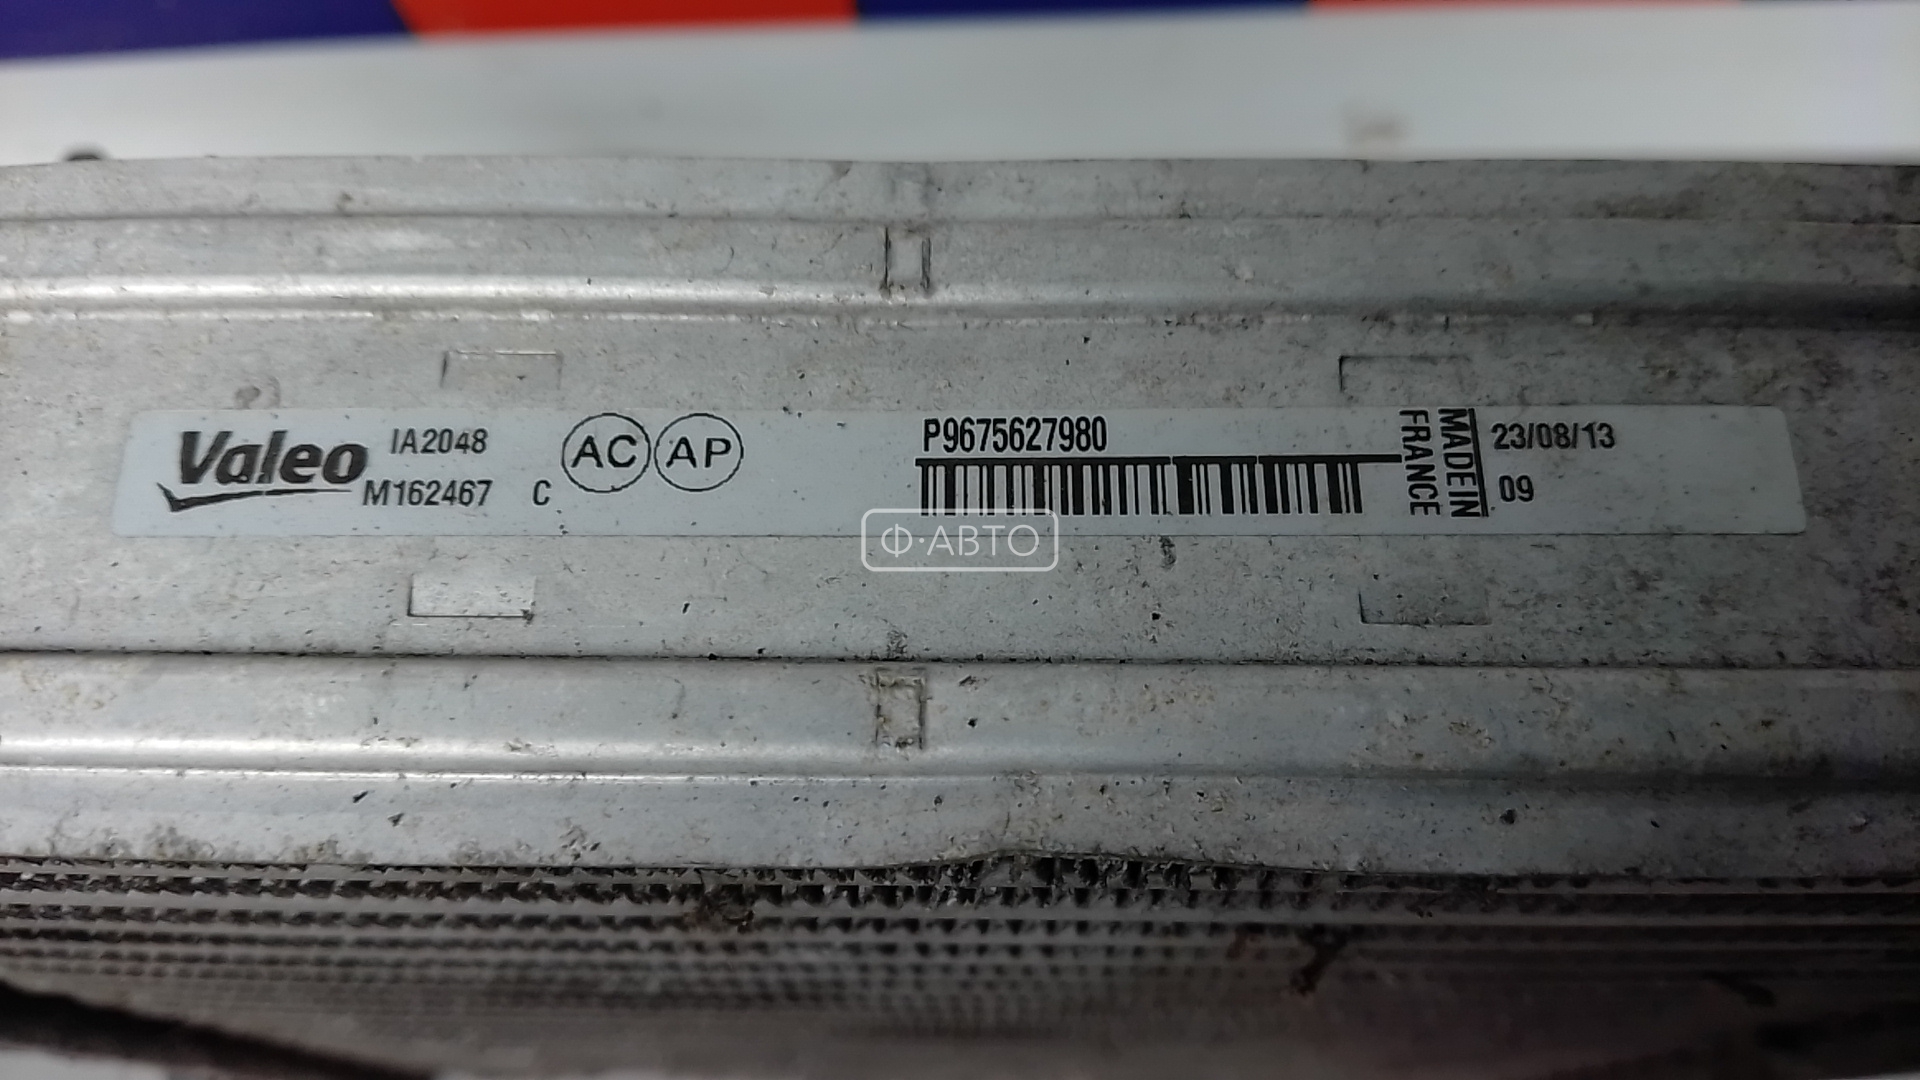 Valeo
IA2048
M162467 C
AC AP
P9675627980
MADE IN
FRANCE
23/08/13
09
Ф·АВТО